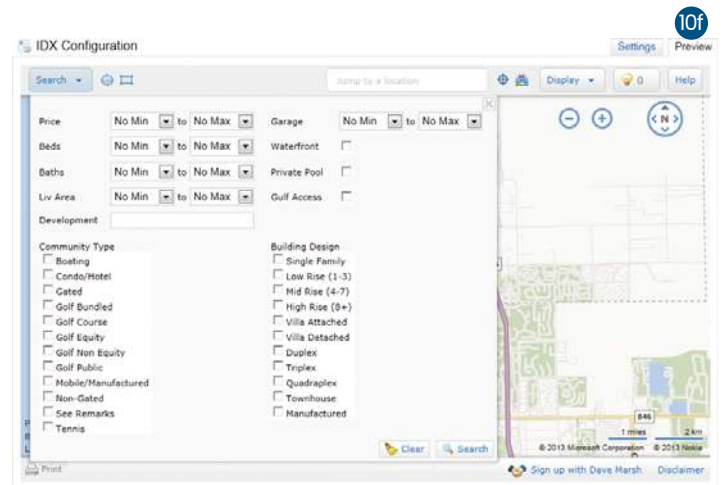 10f
IDX Configuration
Settings
Preview
Search
Jump to a location
Display
0
Help
Price No Min to No Max
Beds No Min to No Max
Baths No Min to No Max
Liv Area No Min to No Max
Development
Garage No Min to No Max
Waterfront
Private Pool
Gulf Access
Community Type
Boating
Condo/Hotel
Gated
Golf Bundled
Golf Course
Golf Equity
Golf Non Equity
Golf Public
Mobile/Manufactured
Non-Gated
See Remarks
Tennis
Building Design
Single Family
Low Rise (1-3)
Mid Rise (4-7)
High Rise (8+)
Villa Attached
Villa Detached
Duplex
Triplex
Quadraplex
Townhouse
Manufactured
Clear
Search
N
846
1 miles
2 km
© 2013 Microsoft Corporation © 2013 Nokia
Print
Sign up with Dave Marsh
Disclaimer